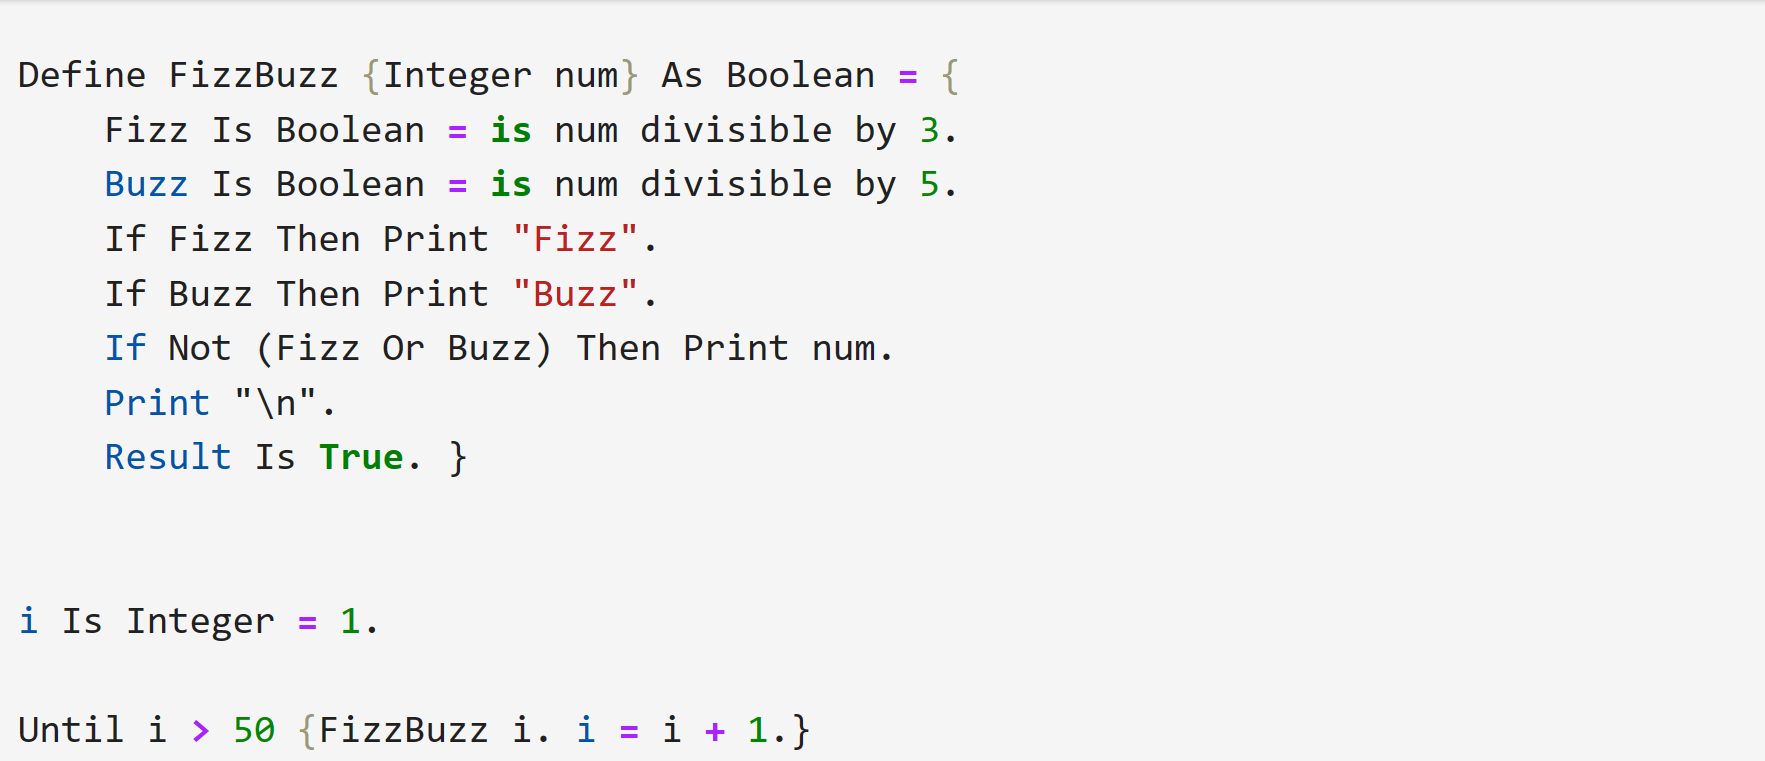 Define FizzBuzz {Integer num} As Boolean = {
    Fizz Is Boolean = is num divisible by 3.
    Buzz Is Boolean = is num divisible by 5.
    If Fizz Then Print "Fizz".
    If Buzz Then Print "Buzz".
    If Not (Fizz Or Buzz) Then Print num.
    Print "\n".
    Result Is True. }
i Is Integer = 1.
Until i > 50 {FizzBuzz i. i = i + 1.}